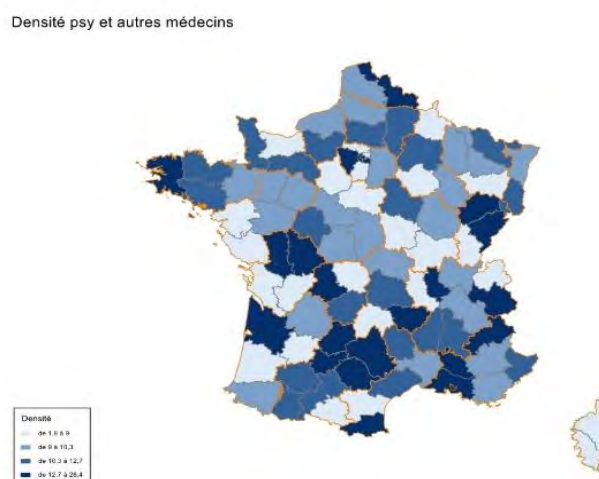 Densité psy et autres médecins
Densité
de 1,8 à 9
de 9 à 10,3
de 10,3 à 12,7
de 12,7 à 28,4